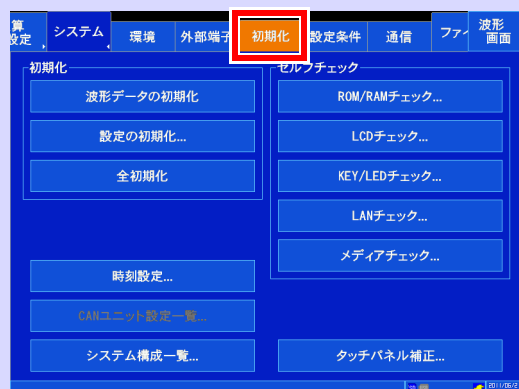 算
設定
システム
環境
外部端子
初期化
設定条件
通信
ファイ
波形
画面
初期化
セルフチェック
波形データの初期化
ROM/RAMチェック...
設定の初期化...
LCDチェック...
全初期化
KEY/LEDチェック...
LANチェック...
メディアチェック...
時刻設定...
CANユニット設定一覧...
システム構成一覧...
タッチパネル補正...